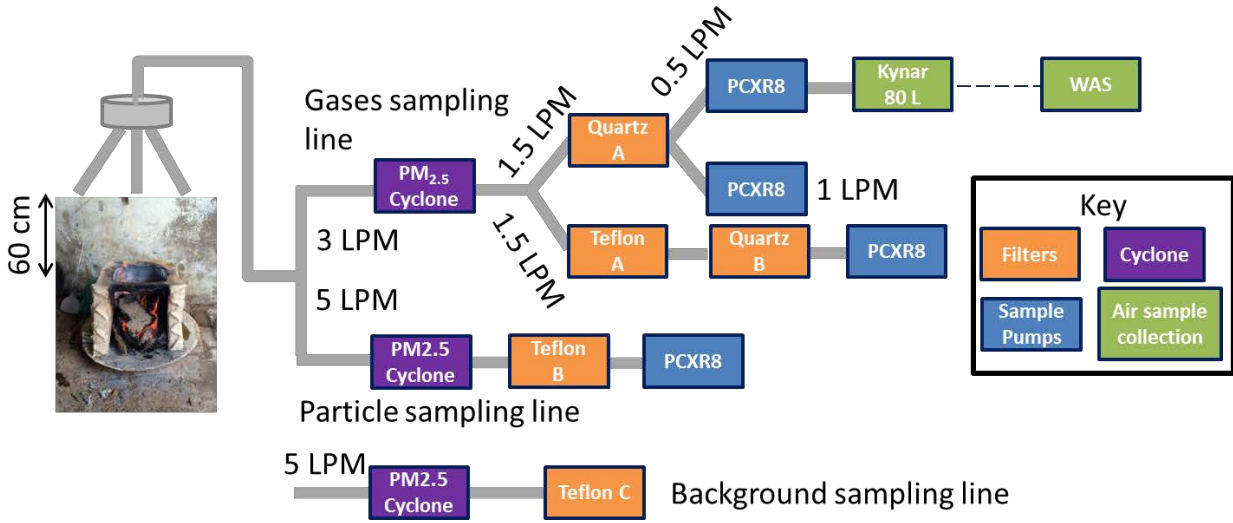 60 cm
Gases sampling
line
PM2.5
Cyclone
3 LPM
5 LPM
1.5 LPM
1.5 LPM
Quartz
A
0.5 LPM
PCXR8
Kynar
80 L
WAS
PCXR8
1 LPM
Teflon
A
Quartz
B
PCXR8
PM2.5
Cyclone
Teflon
B
PCXR8
Particle sampling line
5 LPM
PM2.5
Cyclone
Teflon C
Background sampling line
Key
Filters
Cyclone
Sample
Pumps
Air sample
collection